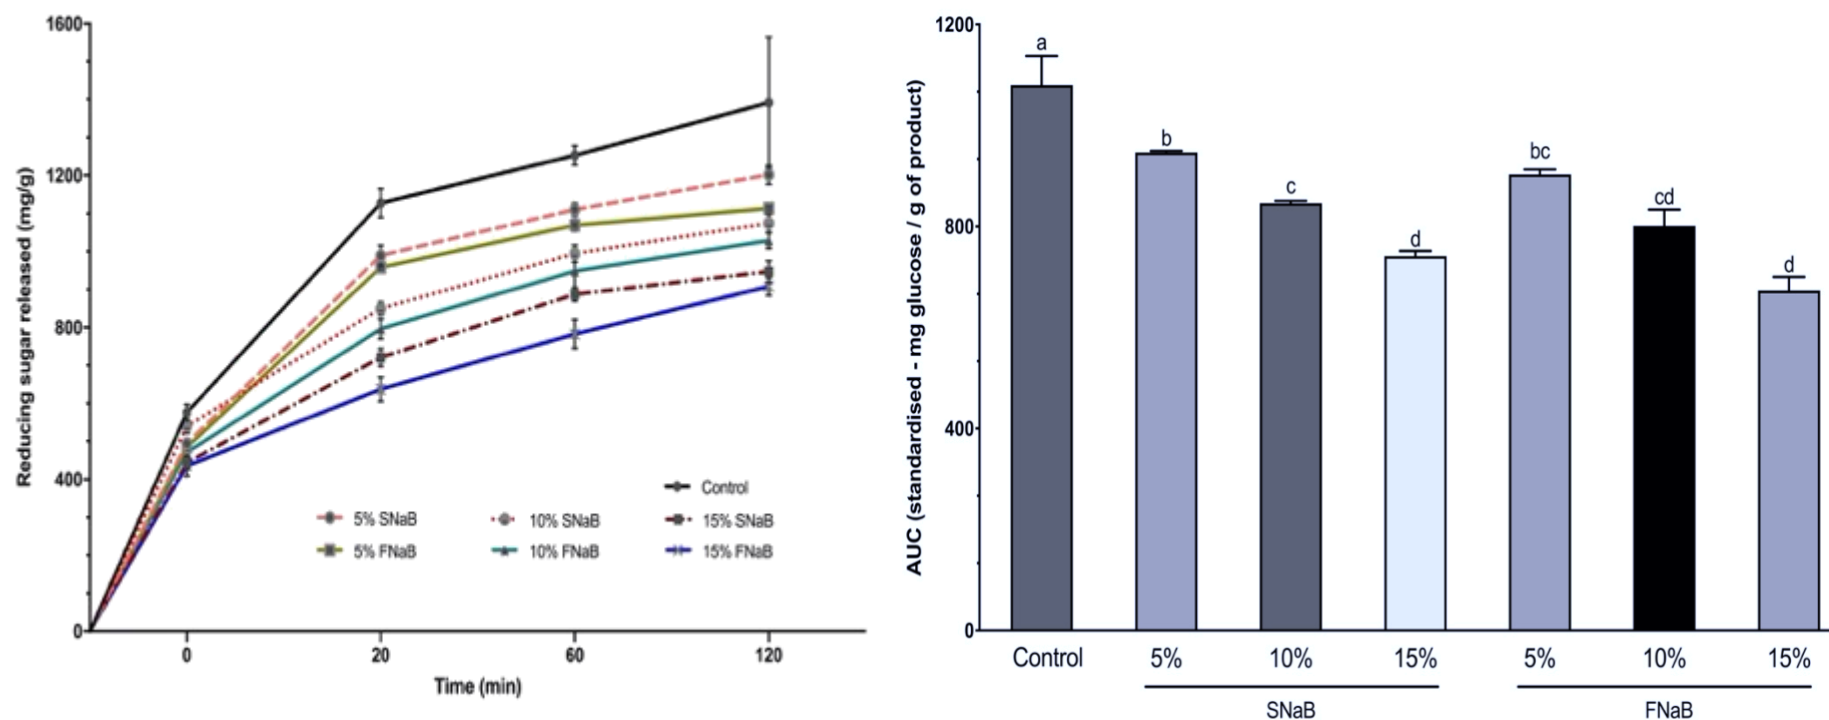 1600
1200
800
400
0
Reducing sugar released (mg/g)
Control
5% SNaB 10% SNaB 15% SNaB
5% FNaB 10% FNaB 15% FNaB
0 20 60 120
Time (min)
1200
800
400
0
AUC (standardised - mg glucose / g of product)
a
b
c
d
bc
cd
d
Control 5% 10% 15% 5% 10% 15%
SNaB FNaB